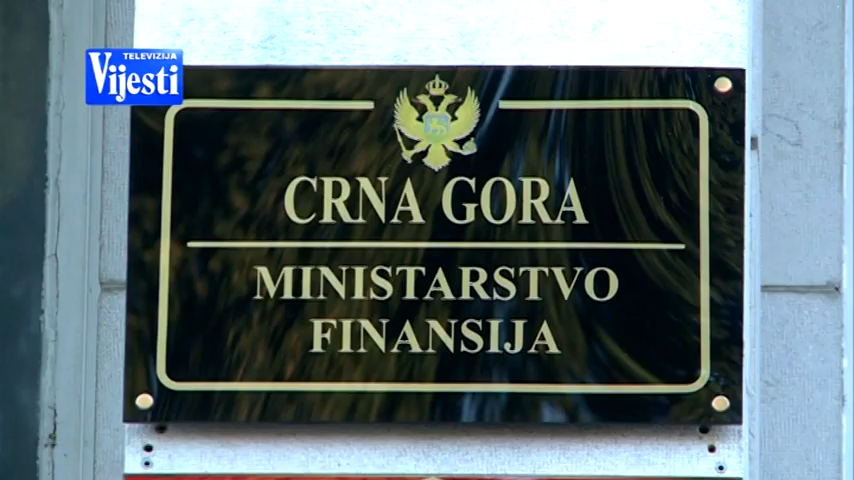 TELEVIZIJA
Vijesti
CRNA GORA
MINISTARSTVO
FINANSIJA